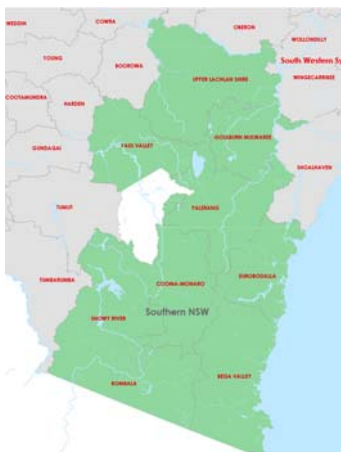 WEDDIN
COWRA
OBERON
WOLLONDILLY
YOUNG
BOOROWA
South Western Sy
UPPER LACHLAN SHIRE
WINGECARRIBEE
COOTAMUNDRA
HARDEN
GOULBURN MULWAREE
YASS VALLEY
GUNDAGAI
SHOALHAVEN
TUMUT
PALERANG
TUMBARUMBA
COOMA-MONARO
EUROBODALLA
Southern NSW
SNOWY RIVER
BEGA VALLEY
BOMBALA